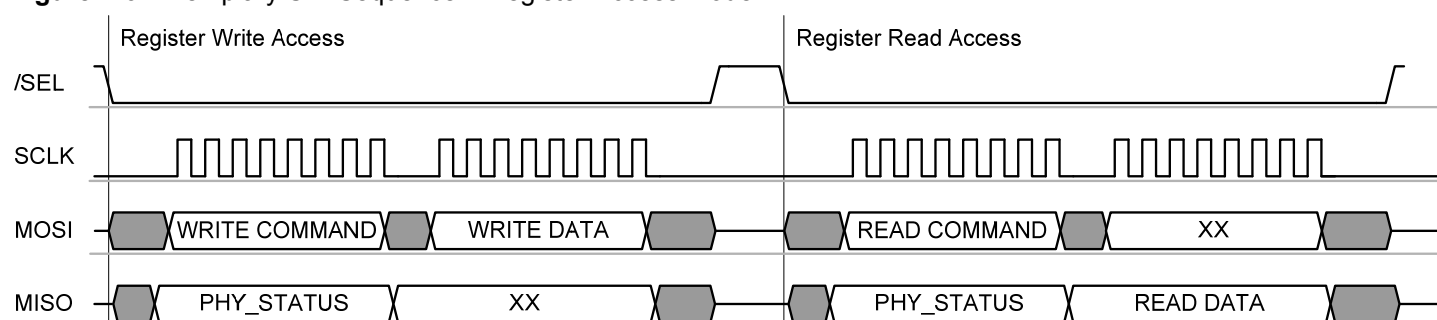 Register Write Access Register Read Access
/SEL
SCLK
MOSI WRITE COMMAND WRITE DATA READ COMMAND XX
MISO PHY_STATUS XX PHY_STATUS READ DATA